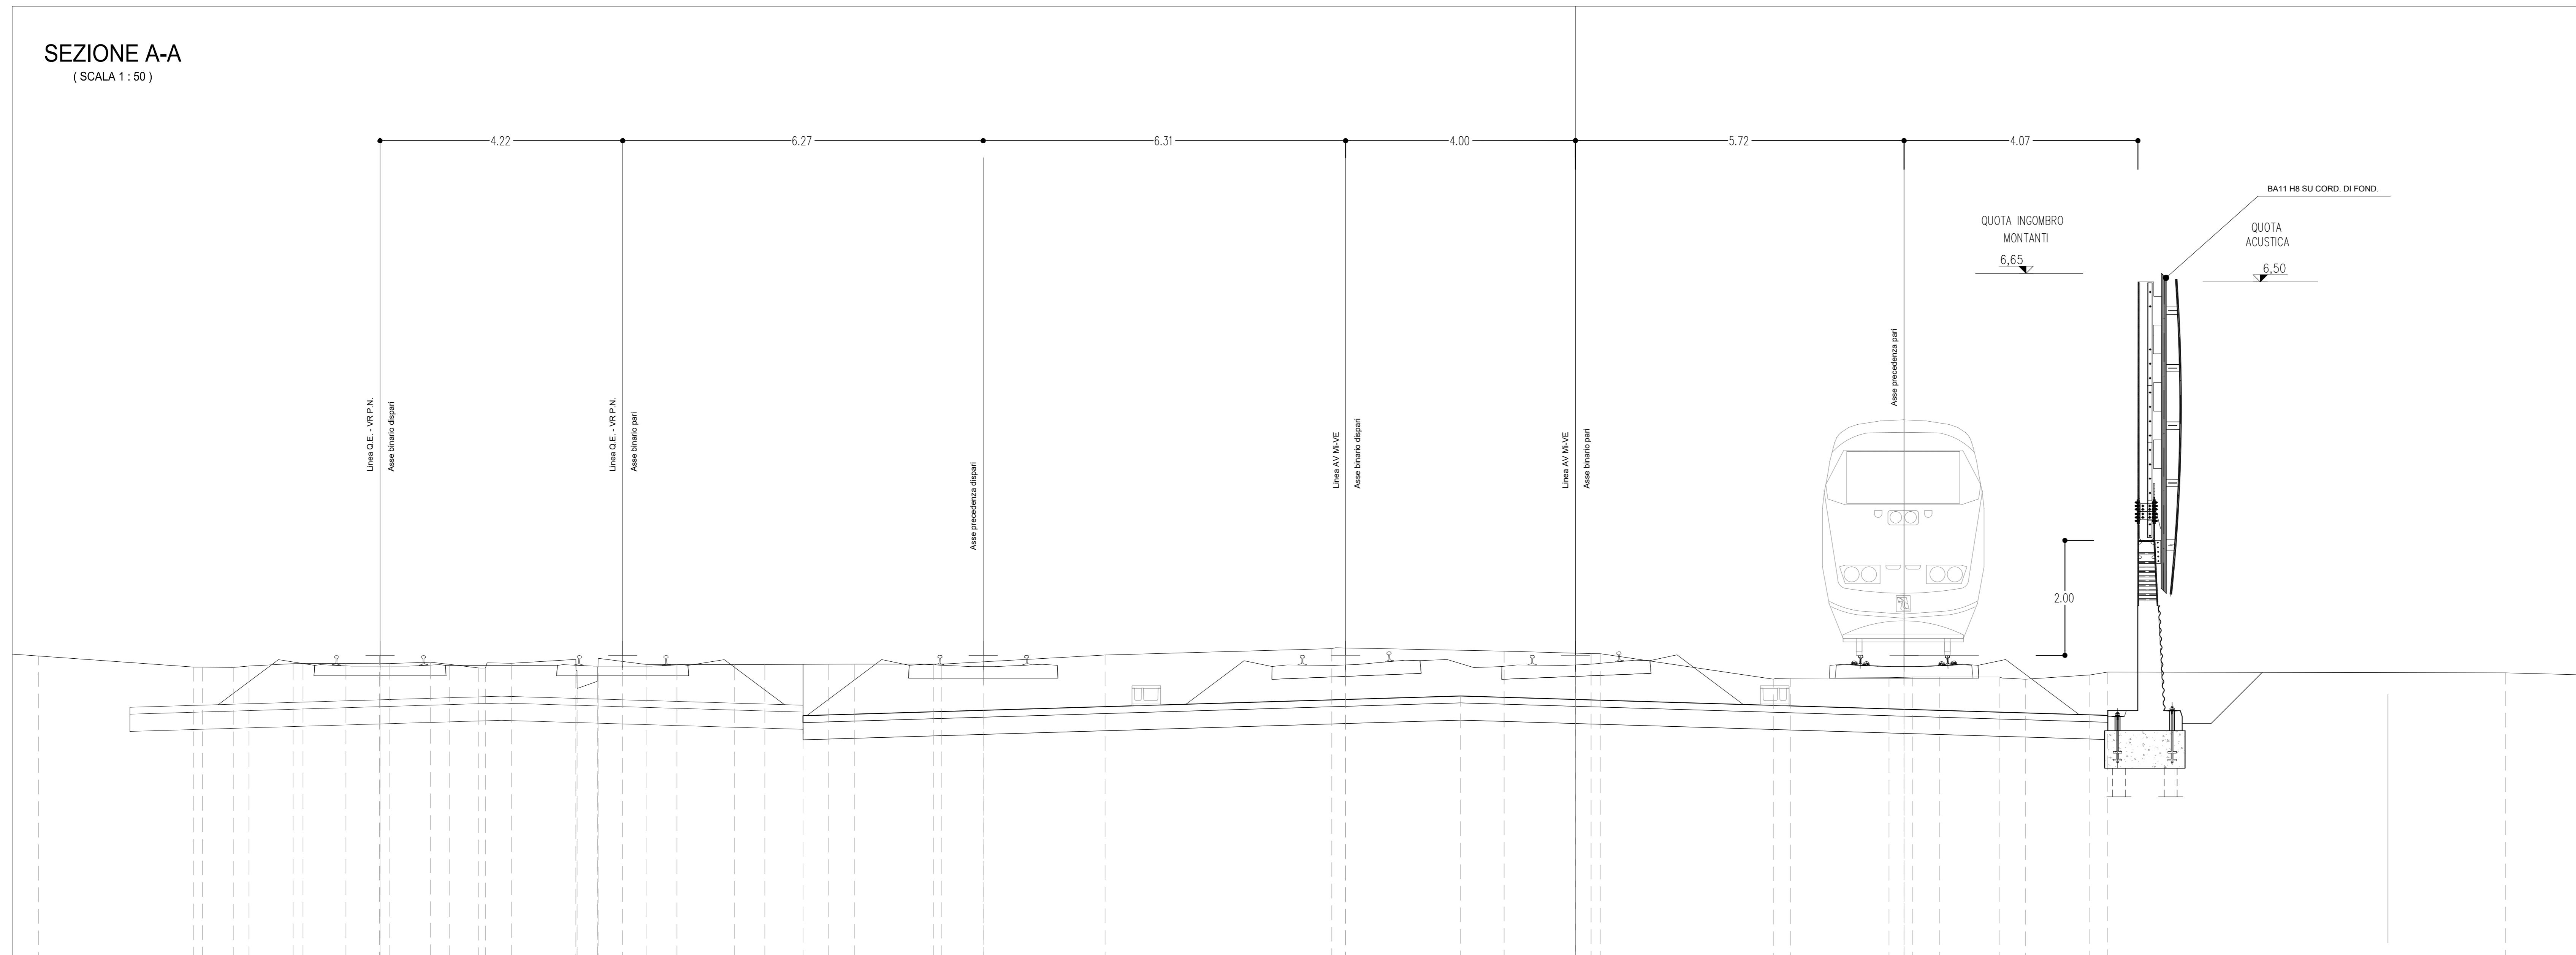 SEZIONE A-A
( SCALA 1 : 50 )
4.22
6.27
6.31
4.00
5.72
4.07
BA11 H8 SU CORD. DI FOND.
QUOTA INGOMBRO
MONTANTI
6,65
QUOTA
ACUSTICA
6,50
Linea Q.E. - VR P.N.
Asse binario dispari
Linea Q.E. - VR P.N.
Asse binario pari
Asse precedenza dispari
Linea AV Mi-VE
Asse binario dispari
Linea AV Mi-VE
Asse binario pari
Asse precedenza pari
2.00